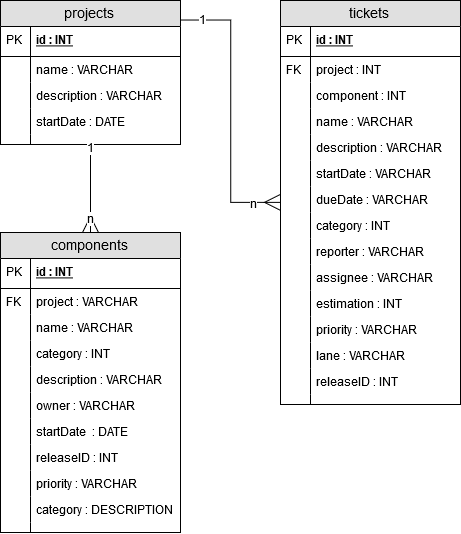 projects
PK id : INT
name : VARCHAR
description : VARCHAR
startDate : DATE
1
n
components
PK id : INT
FK project : VARCHAR
name : VARCHAR
category : INT
description : VARCHAR
owner : VARCHAR
startDate : DATE
releaseID : INT
priority : VARCHAR
category : DESCRIPTION
1
n
tickets
PK id : INT
FK project : INT
component : INT
name : VARCHAR
description : VARCHAR
startDate : VARCHAR
dueDate : VARCHAR
category : INT
reporter : VARCHAR
assignee : VARCHAR
estimation : INT
priority : VARCHAR
lane : VARCHAR
releaseID : INT